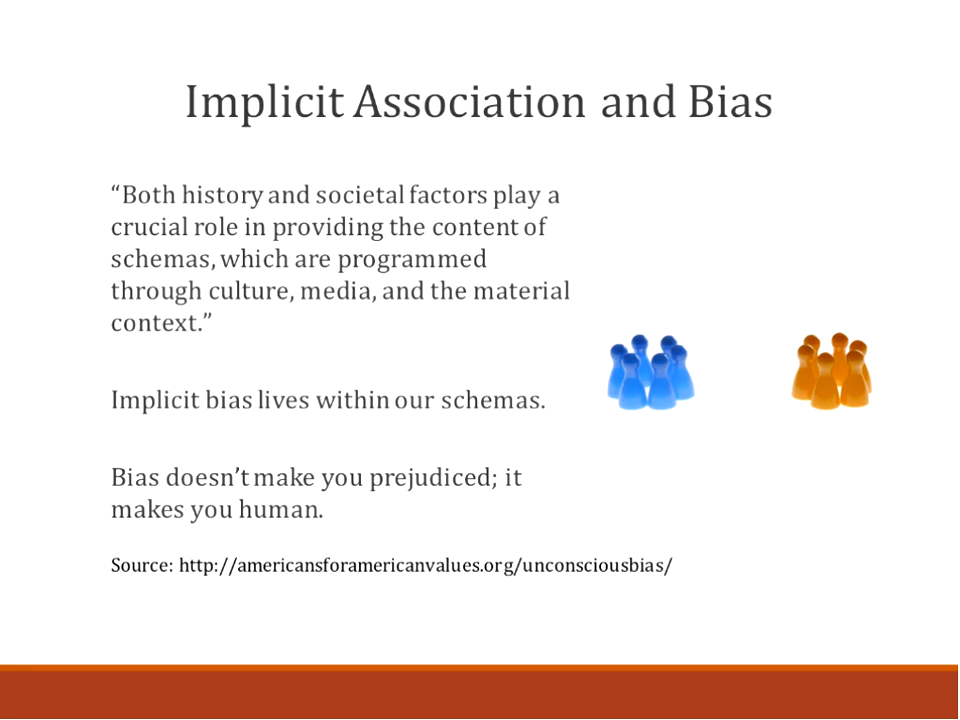 Implicit Association and Bias
“Both history and societal factors play a
crucial role in providing the content of
schemas, which are programmed
through culture, media, and the material
context.”
Implicit bias lives within our schemas.
Bias doesn’t make you prejudiced; it
makes you human.
Source: http://americansforamericanvalues.org/unconsciousbias/